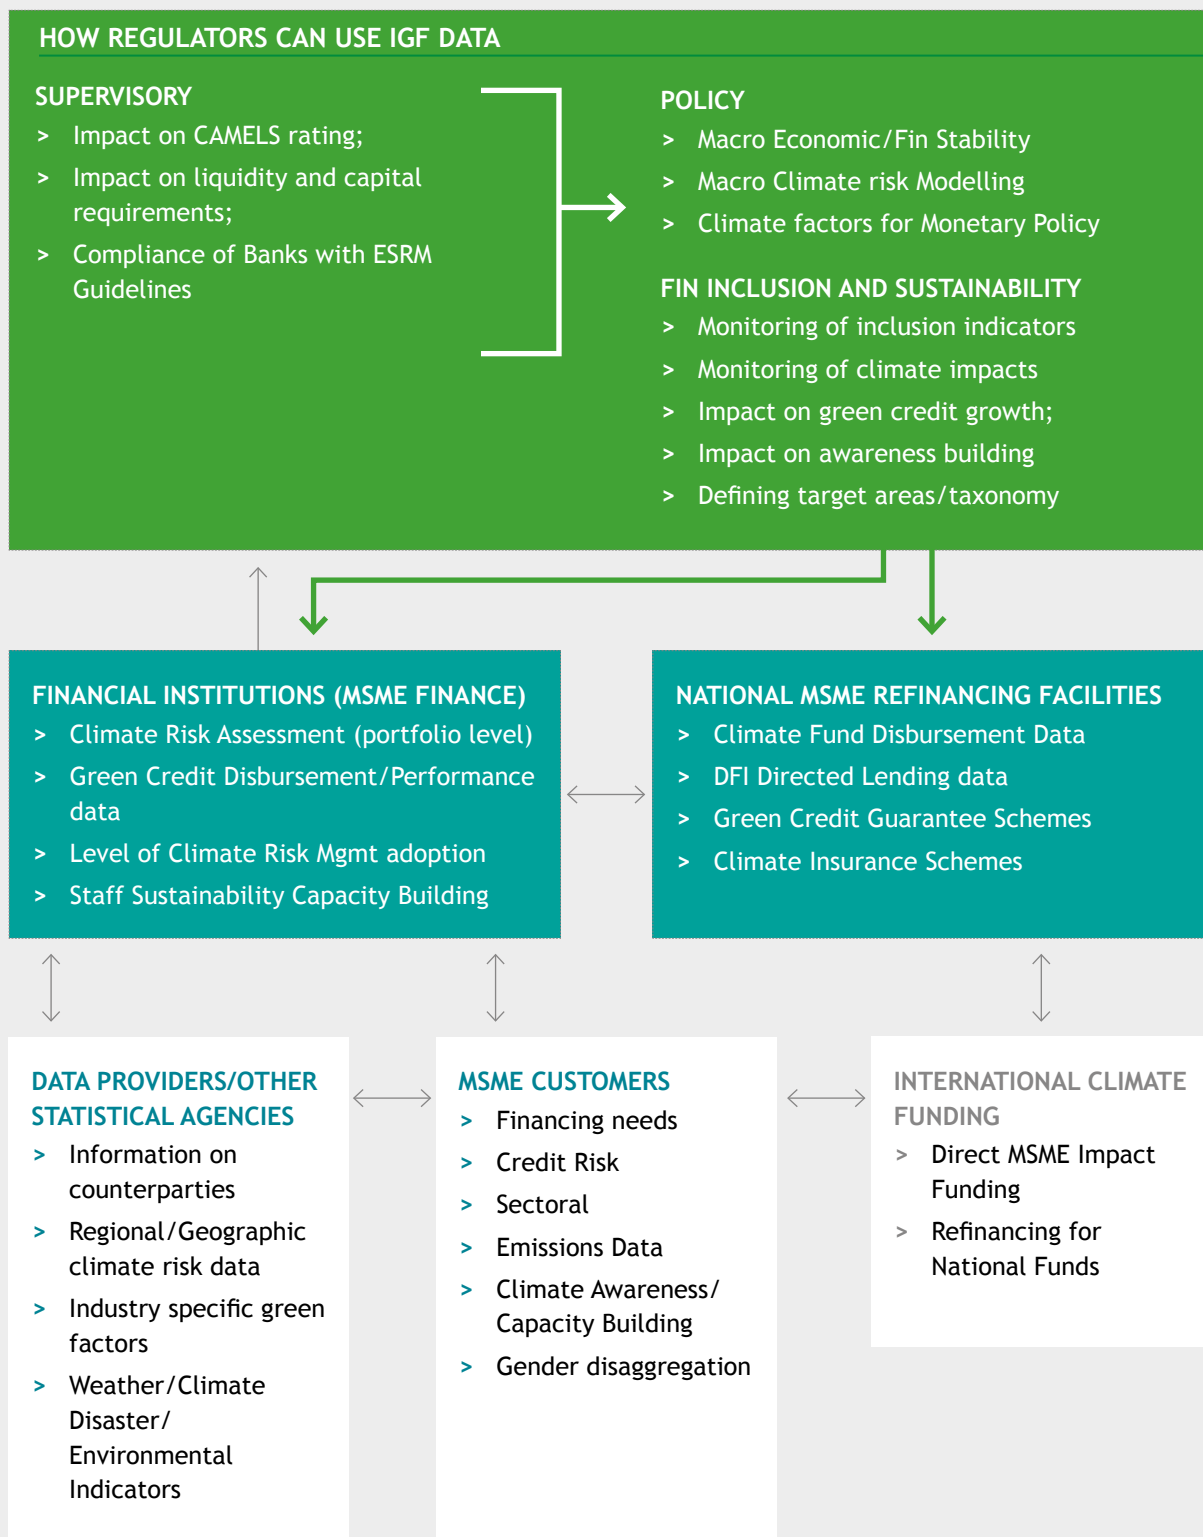 HOW REGULATORS CAN USE IGF DATA
SUPERVISORY
> Impact on CAMELS rating;
> Impact on liquidity and capital
requirements;
> Compliance of Banks with ESRM
Guidelines
POLICY
> Macro Economic/Fin Stability
> Macro Climate risk Modelling
> Climate factors for Monetary Policy
FIN INCLUSION AND SUSTAINABILITY
> Monitoring of inclusion indicators
> Monitoring of climate impacts
> Impact on green credit growth;
> Impact on awareness building
> Defining target areas/taxonomy
FINANCIAL INSTITUTIONS (MSME FINANCE)
> Climate Risk Assessment (portfolio level)
> Green Credit Disbursement/Performance
data
> Level of Climate Risk Mgmt adoption
> Staff Sustainability Capacity Building
NATIONAL MSME REFINANCING FACILITIES
> Climate Fund Disbursement Data
> DFI Directed Lending data
> Green Credit Guarantee Schemes
> Climate Insurance Schemes
DATA PROVIDERS/OTHER
STATISTICAL AGENCIES
> Information on
counterparties
> Regional/Geographic
climate risk data
> Industry specific green
factors
> Weather/Climate
Disaster/
Environmental
Indicators
MSME CUSTOMERS
> Financing needs
> Credit Risk
> Sectoral
> Emissions Data
> Climate Awareness/
Capacity Building
> Gender disaggregation
INTERNATIONAL CLIMATE
FUNDING
> Direct MSME Impact
Funding
> Refinancing for
National Funds